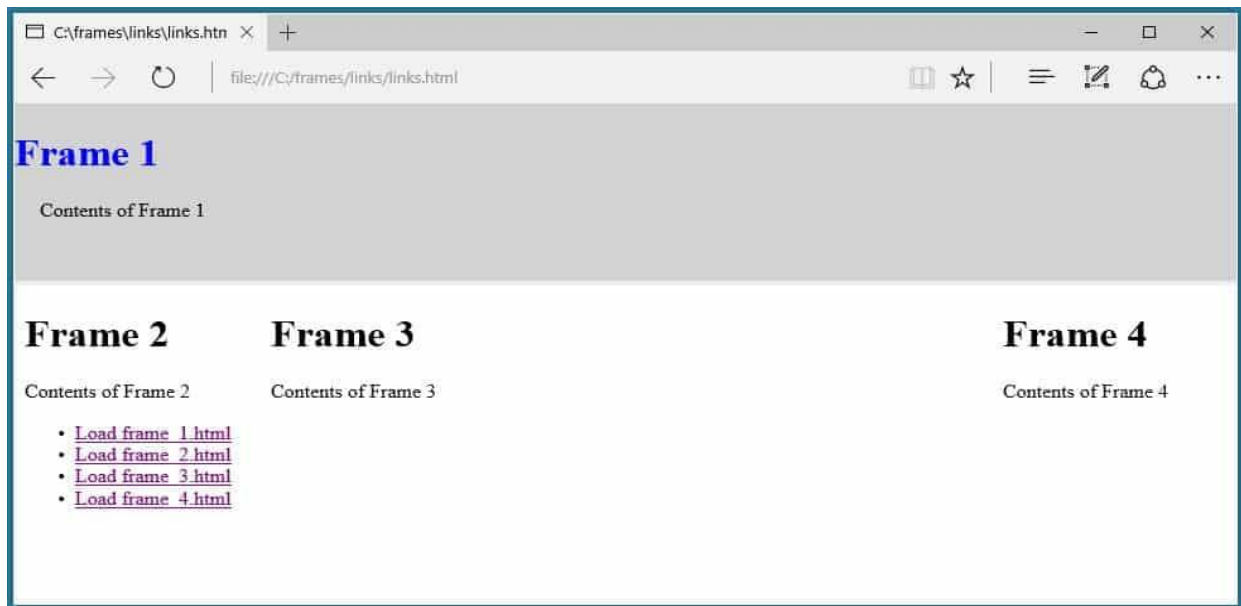 C:\frames\links\links.htn
file:///C:/frames/links/links.html
Frame 1
Contents of Frame 1
Frame 2
Contents of Frame 2
• Load frame_1.html
• Load frame_2.html
• Load frame_3.html
• Load frame_4.html
Frame 3
Contents of Frame 3
Frame 4
Contents of Frame 4